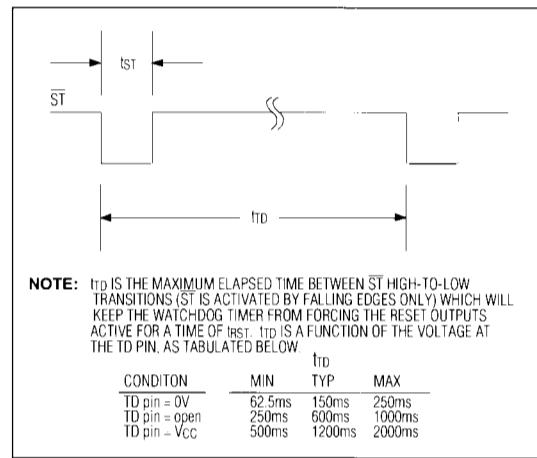 tST
ST
tTD
NOTE: tTD IS THE MAXIMUM ELAPSED TIME BETWEEN ST HIGH-TO-LOW
TRANSITIONS (ST IS ACTIVATED BY FALLING EDGES ONLY) WHICH WILL
KEEP THE WATCHDOG TIMER FROM FORCING THE RESET OUTPUTS
ACTIVE FOR A TIME OF tRST. tTD IS A FUNCTION OF THE VOLTAGE AT
THE TD PIN, AS TABULATED BELOW.
tTD
CONDITON MIN TYP MAX
TD pin = 0V 62.5ms 150ms 250ms
TD pin = open 250ms 600ms 1000ms
TD pin = VCC 500ms 1200ms 2000ms